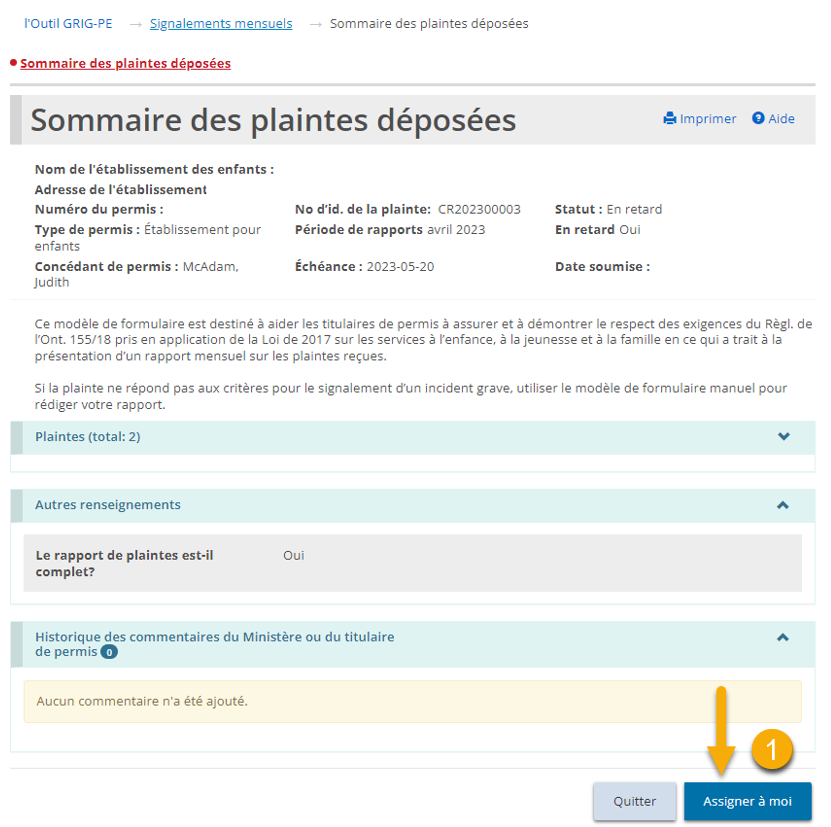 l'Outil GRIG-PE → Signalements mensuels → Sommaire des plaintes déposées
Sommaire des plaintes déposées
Sommaire des plaintes déposées
Imprimer
Aide
Nom de l'établissement des enfants :
Adresse de l'établissement
Numéro du permis : No d'id. de la plainte: CR202300003 Statut : En retard
Type de permis : Établissement pour Période de rapports avril 2023 En retard Oui
enfants
Concédant de permis : McAdam, Échéance : 2023-05-20 Date soumise :
Judith
Ce modèle de formulaire est destiné à aider les titulaires de permis à assurer et à démontrer le respect des exigences du Règl. de
l'Ont. 155/18 pris en application de la Loi de 2017 sur les services à l'enfance, à la jeunesse et à la famille en ce qui a trait à la
présentation d'un rapport mensuel sur les plaintes reçues.
Si la plainte ne répond pas aux critères pour le signalement d'un incident grave, utiliser le modèle de formulaire manuel pour
rédiger votre rapport.
Plaintes (total: 2)
Autres renseignements
Le rapport de plaintes est-il Oui
complet?
Historique des commentaires du Ministère ou du titulaire
de permis 0
Aucun commentaire n'a été ajouté.
1
Quitter
Assigner à moi